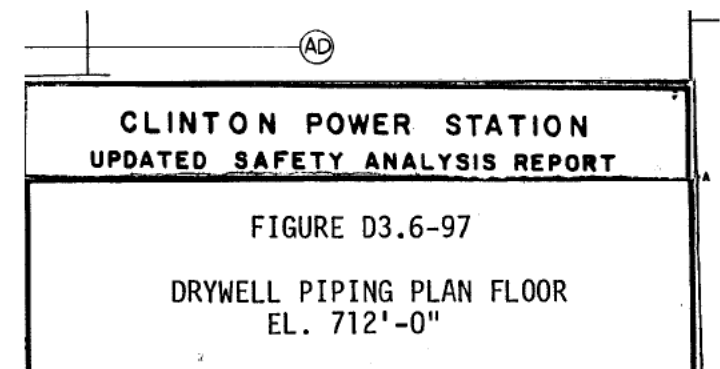 AD
CLINTON POWER STATION
UPDATED SAFETY ANALYSIS REPORT
A
FIGURE D3.6-97
DRYWELL PIPING PLAN FLOOR
EL. 712'-0"